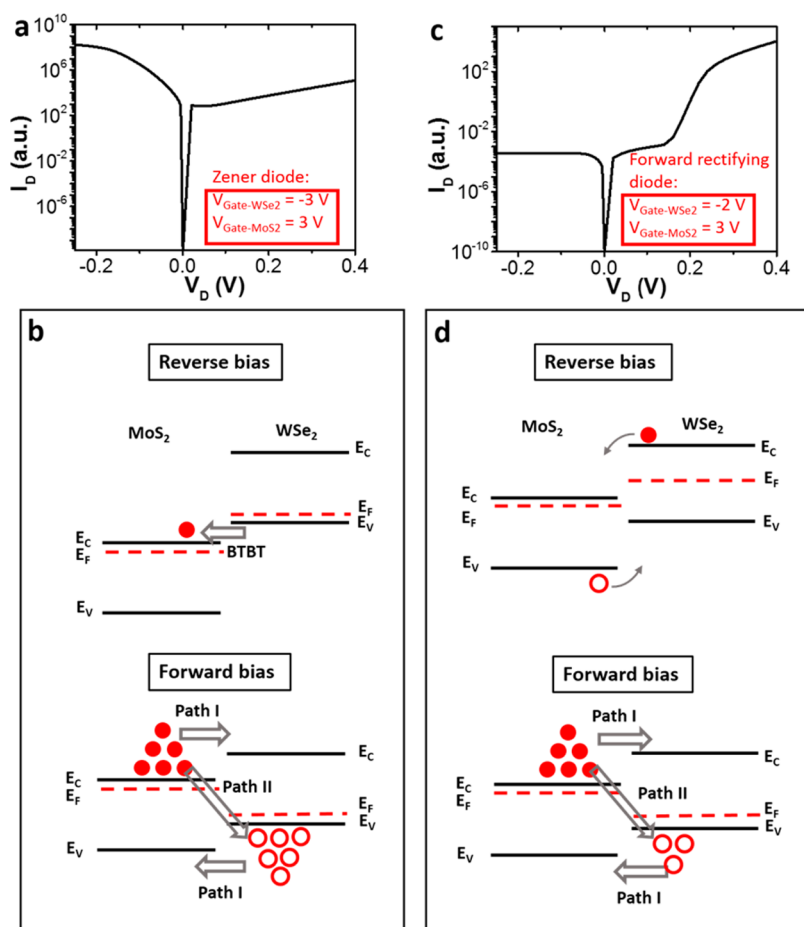 a
10^10
10^6
10^2
10^-2
10^-6
I_D (a.u.)
Zener diode:
V_Gate-WSe2 = -3 V
V_Gate-MoS2 = 3 V
-0.2
0.0
0.2
0.4
V_D (V)
c
10^2
10^-2
10^-6
10^-10
I_D (a.u.)
Forward rectifying
diode:
V_Gate-WSe2 = -2 V
V_Gate-MoS2 = 3 V
-0.2
0.0
0.2
0.4
V_D (V)
b
Reverse bias
MoS_2
WSe_2
E_C
E_F
E_V
E_C
E_F
BTBT
E_V
Forward bias
Path I
E_C
E_C
E_F
Path II
E_F
E_V
E_V
Path I
d
Reverse bias
MoS_2
WSe_2
E_C
E_F
E_C
E_F
E_V
E_V
Forward bias
Path I
E_C
E_C
E_F
Path II
E_F
E_V
E_V
Path I